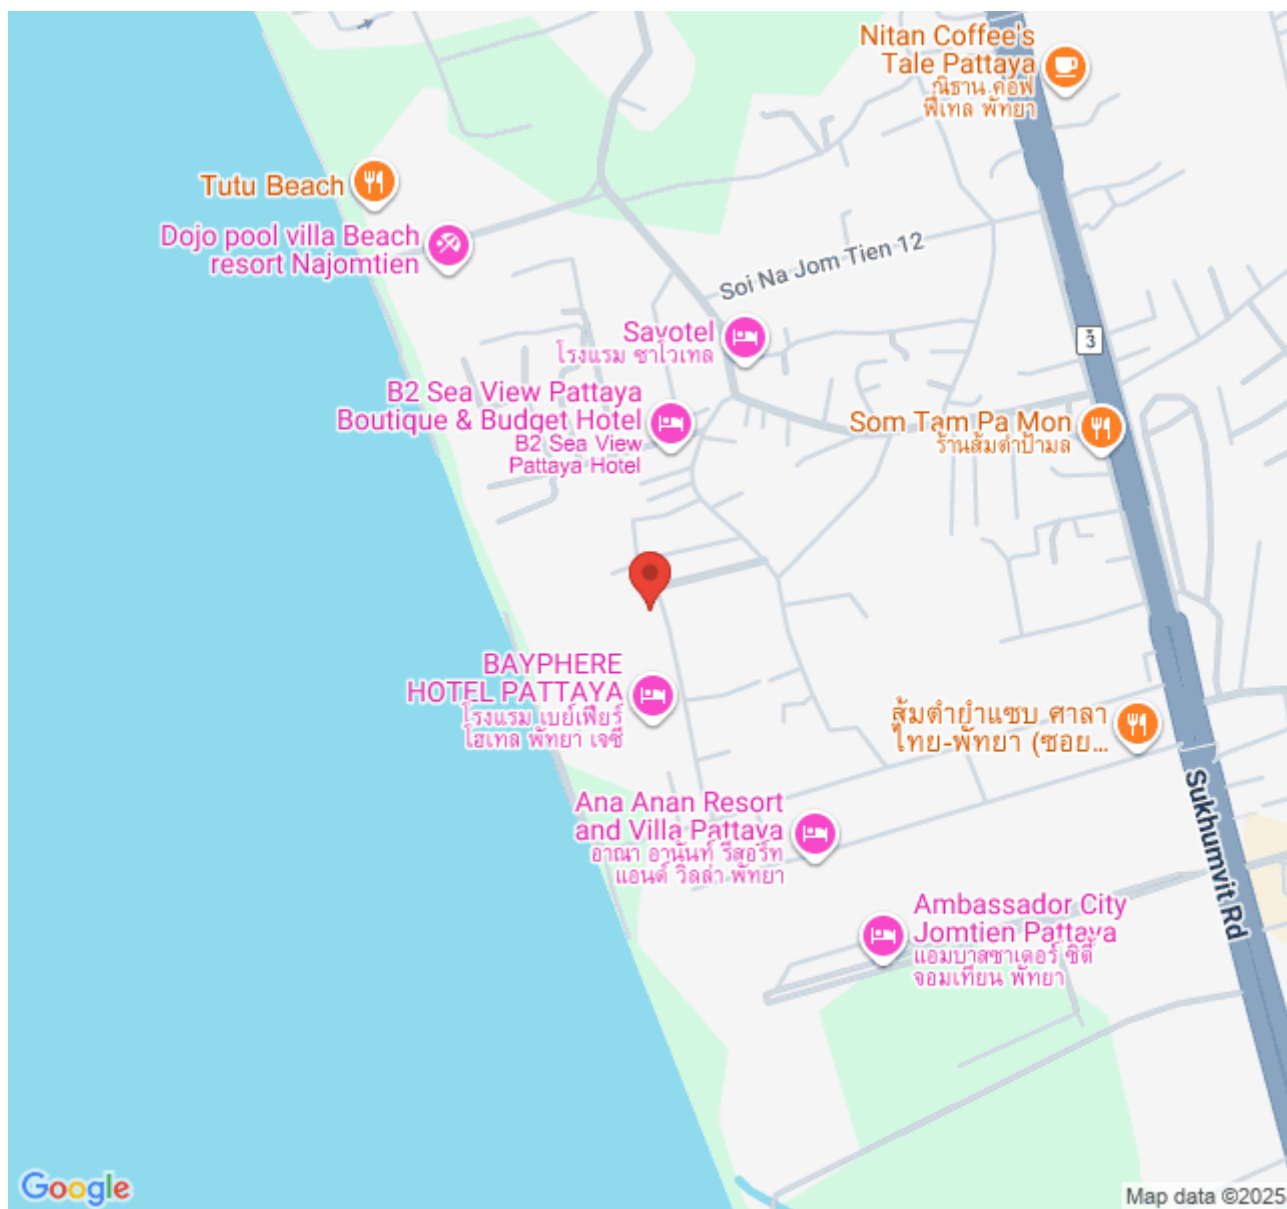 Nitan Coffee's
Tale Pattaya
ณิธาน คอฟ
ฟี่เทล พัทยา
Tutu Beach
Dojo pool villa Beach
resort Najomtien
Soi Na Jom Tien 12
Savotel
โรงแรม ซาโวเทล
3
B2 Sea View Pattaya
Boutique & Budget Hotel
B2 Sea View
Pattaya Hotel
Som Tam Pa Mon
ร้านส้มตำป้ามล
BAYPHERE
HOTEL PATTAYA
โรงแรม เบย์เฟียร์
โฮเทล พัทยา เจซี
ส้มตำยำแซบ ศาลา
ไทย-พัทยา (ซอย...
Sukhumvit Rd
Ana Anan Resort
and Villa Pattaya
อาณา อานันท์ รีสอร์ท
แอนด์ วิลล่า พัทยา
Ambassador City
Jomtien Pattaya
แอมบาสซาเดอร์ ซิตี้
จอมเทียน พัทยา
Google
Map data ©2025